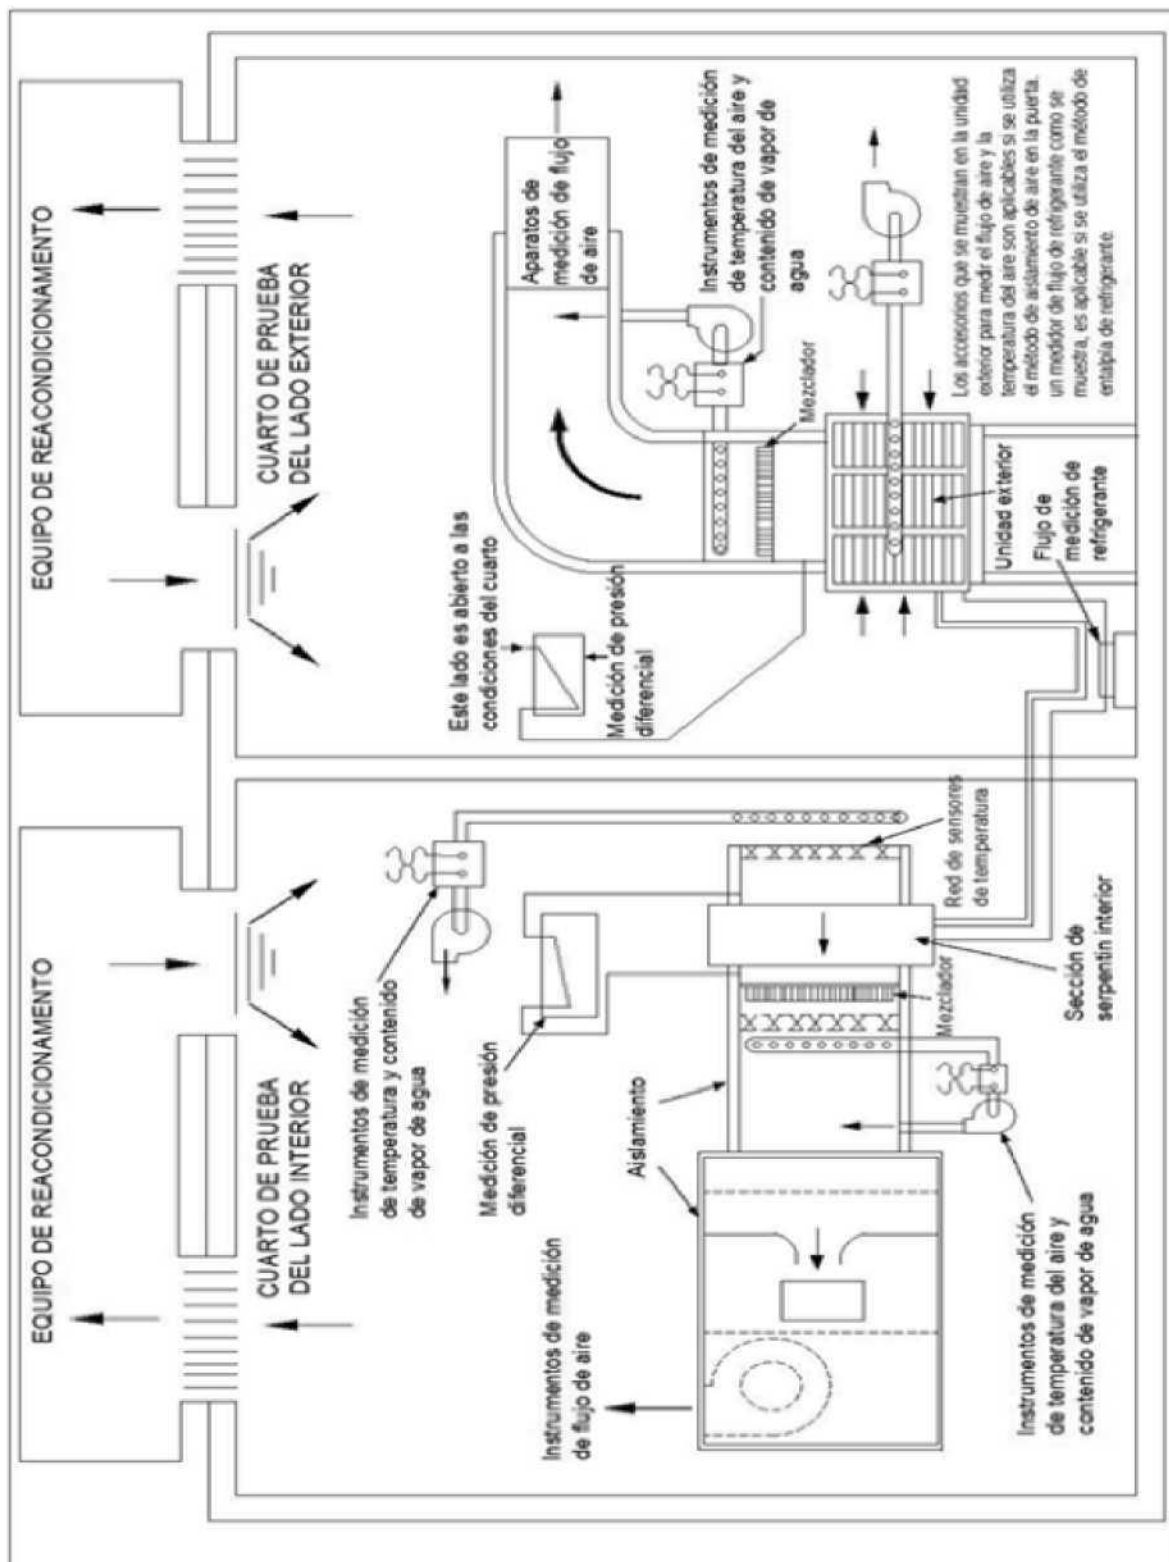 EQUIPO DE REACONDICIONAMENTO
CUARTO DE PRUEBA
DEL LADO INTERIOR
Instrumentos de medición
de temperatura y contenido
de vapor de agua
Medición de presión
diferencial
Aislamiento
Instrumentos de medición
de flujo de aire
Instrumentos de medición
de temperatura del aire y
contenido de vapor de agua
Mezclador
Sección de
serpentín interior
Red de sensores
de temperatura
EQUIPO DE REACONDICIONAMENTO
CUARTO DE PRUEBA
DEL LADO EXTERIOR
Este lado es abierto a las
condiciones del cuarto
Medición de presión
diferencial
Aparatos de
medición de flujo
de aire
Instrumentos de medición
de temperatura del aire y
contenido de vapor de
agua
Mezclador
Unidad exterior
Flujo de
medición de
refrigerante
Los accesorios que se muestran en la unidad
exterior para medir el flujo de aire y la
temperatura del aire son aplicables si se utiliza
el método de aislamiento de aire en la puerta.
un medidor de flujo de refrigerante como se
muestra, es aplicable si se utiliza el método de
entalpia de refrigerante.